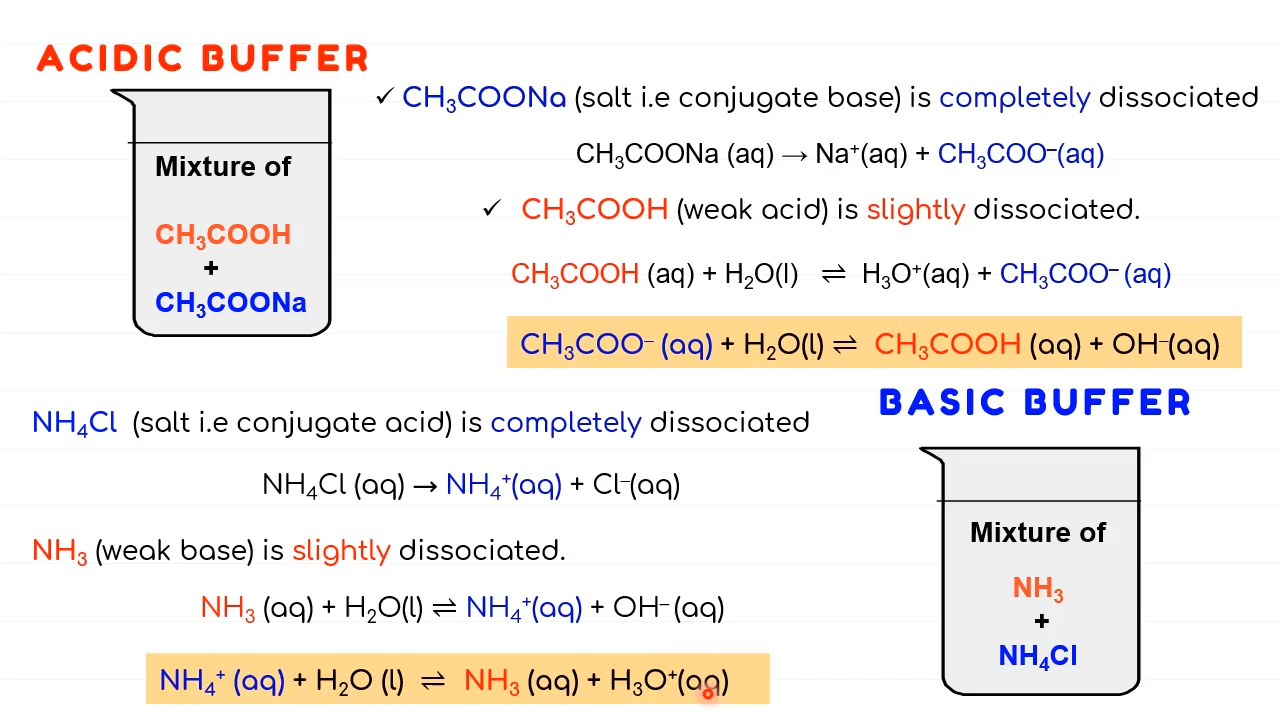 ACIDIC BUFFER
✓ CH₃COONa (salt i.e conjugate base) is completely dissociated
CH₃COONa (aq) → Na⁺(aq) + CH₃COO⁻(aq)
✓ CH₃COOH (weak acid) is slightly dissociated.
CH₃COOH (aq) + H₂O(l) ⇌ H₃O⁺(aq) + CH₃COO⁻ (aq)
CH₃COO⁻ (aq) + H₂O(l) ⇌ CH₃COOH (aq) + OH⁻(aq)
Mixture of
CH₃COOH
+
CH₃COONa
BASIC BUFFER
NH₄Cl (salt i.e conjugate acid) is completely dissociated
NH₄Cl (aq) → NH₄⁺(aq) + Cl⁻(aq)
NH₃ (weak base) is slightly dissociated.
NH₃ (aq) + H₂O(l) ⇌ NH₄⁺(aq) + OH⁻ (aq)
NH₄⁺ (aq) + H₂O (l) ⇌ NH₃ (aq) + H₃O⁺(aq)
Mixture of
NH₃
+
NH₄Cl